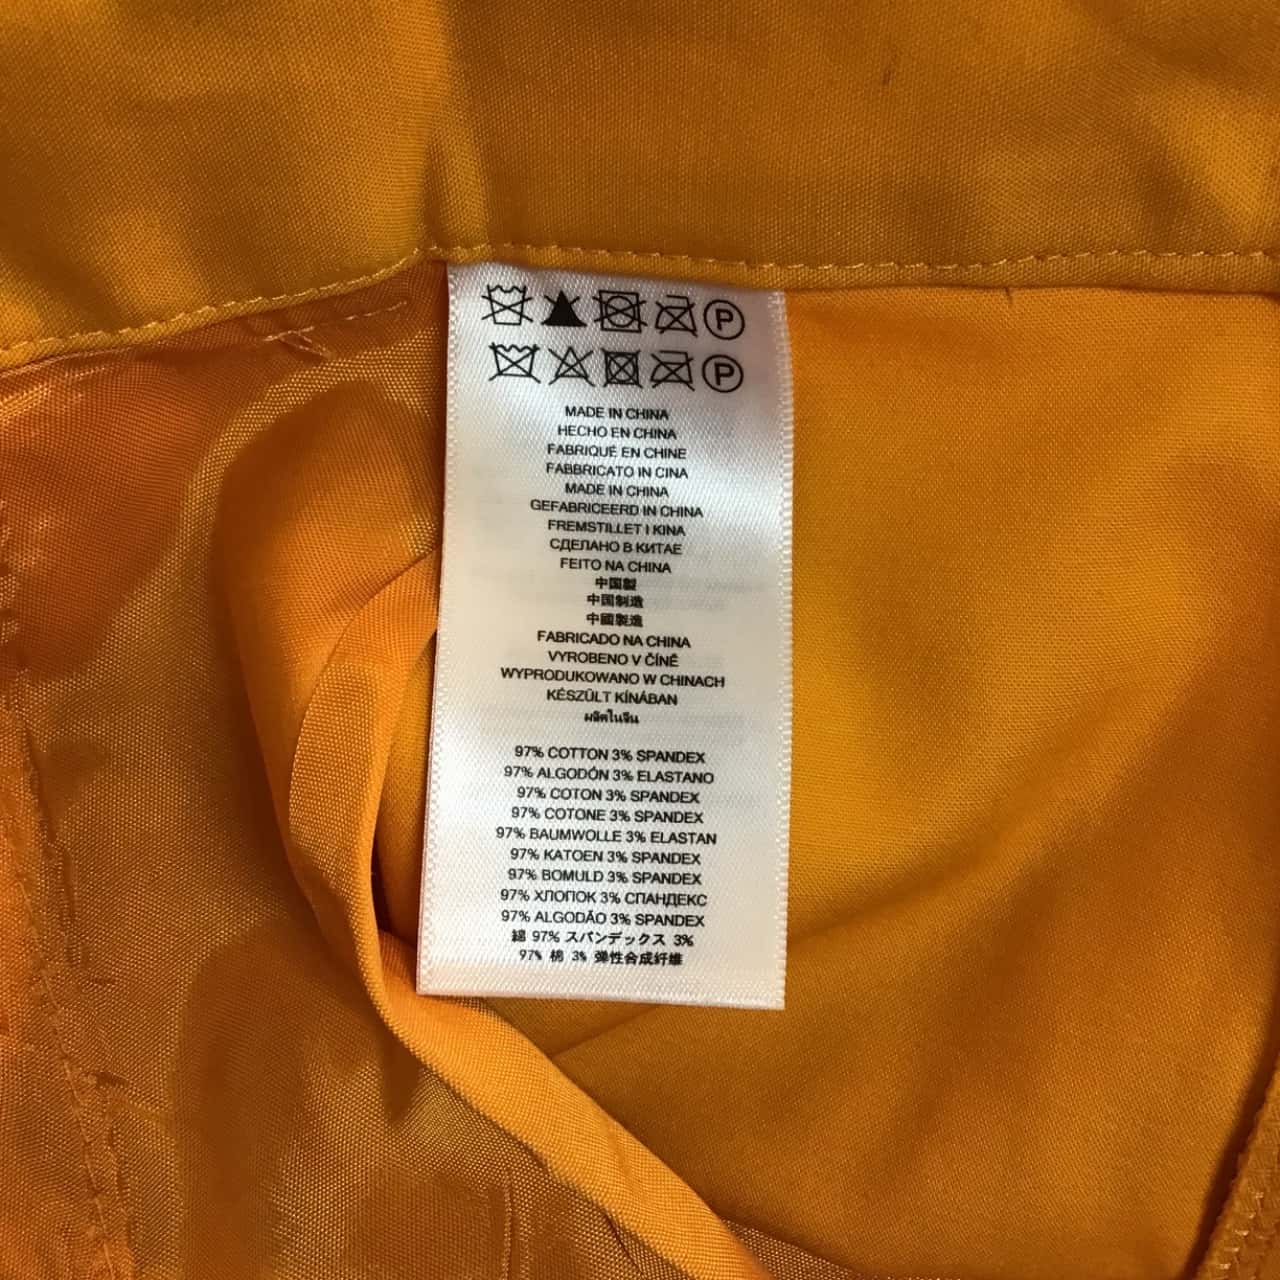 P
P
MADE IN CHINA
HECHO EN CHINA
FABRIQUÉ EN CHINE
FABBRICATO IN CINA
MADE IN CHINA
GEFABRICEERD IN CHINA
FREMSTILLET I KINA
СДЕЛАНО В КИТАЕ
FEITO NA CHINA
中国製
中国制造
中國製造
FABRICADO NA CHINA
VYROBENO V ČÍNĚ
WYPRODUKOWANO W CHINACH
KÉSZÜLT KÍNÁBAN
ผลิตในจีน
97% COTTON 3% SPANDEX
97% ALGODÓN 3% ELASTANO
97% COTON 3% SPANDEX
97% COTONE 3% SPANDEX
97% BAUMWOLLE 3% ELASTAN
97% KATOEN 3% SPANDEX
97% BOMULD 3% SPANDEX
97% ХЛОПОК 3% СПАНДЕКС
97% ALGODÃO 3% SPANDEX
綿 97% スパンデックス 3%
97% 棉 3% 弹性合成纤维